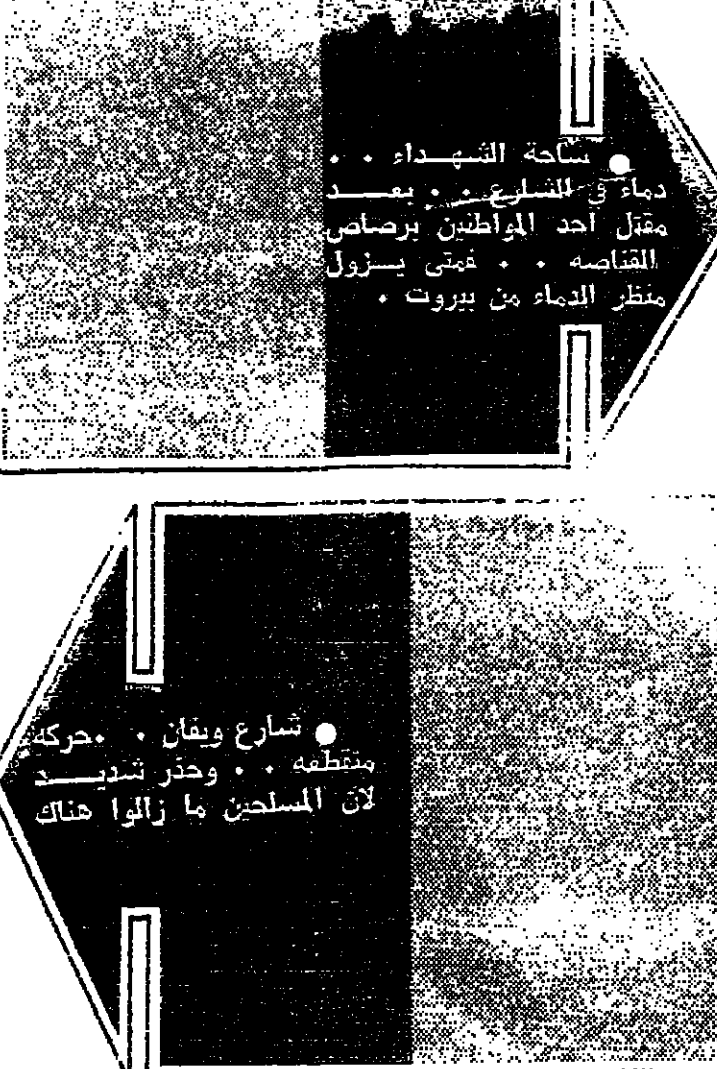 ● ساحة الشهداء . .
دماء في الشارع . . بعد
مقتل احد المواطنين برصاص
القناصه . . فمتى يزول
منظر الدماء من بيروت .
● شارع ويغان . . حركه
متقطعه . . وحذر شديد
لان المسلحين ما زالوا هناك